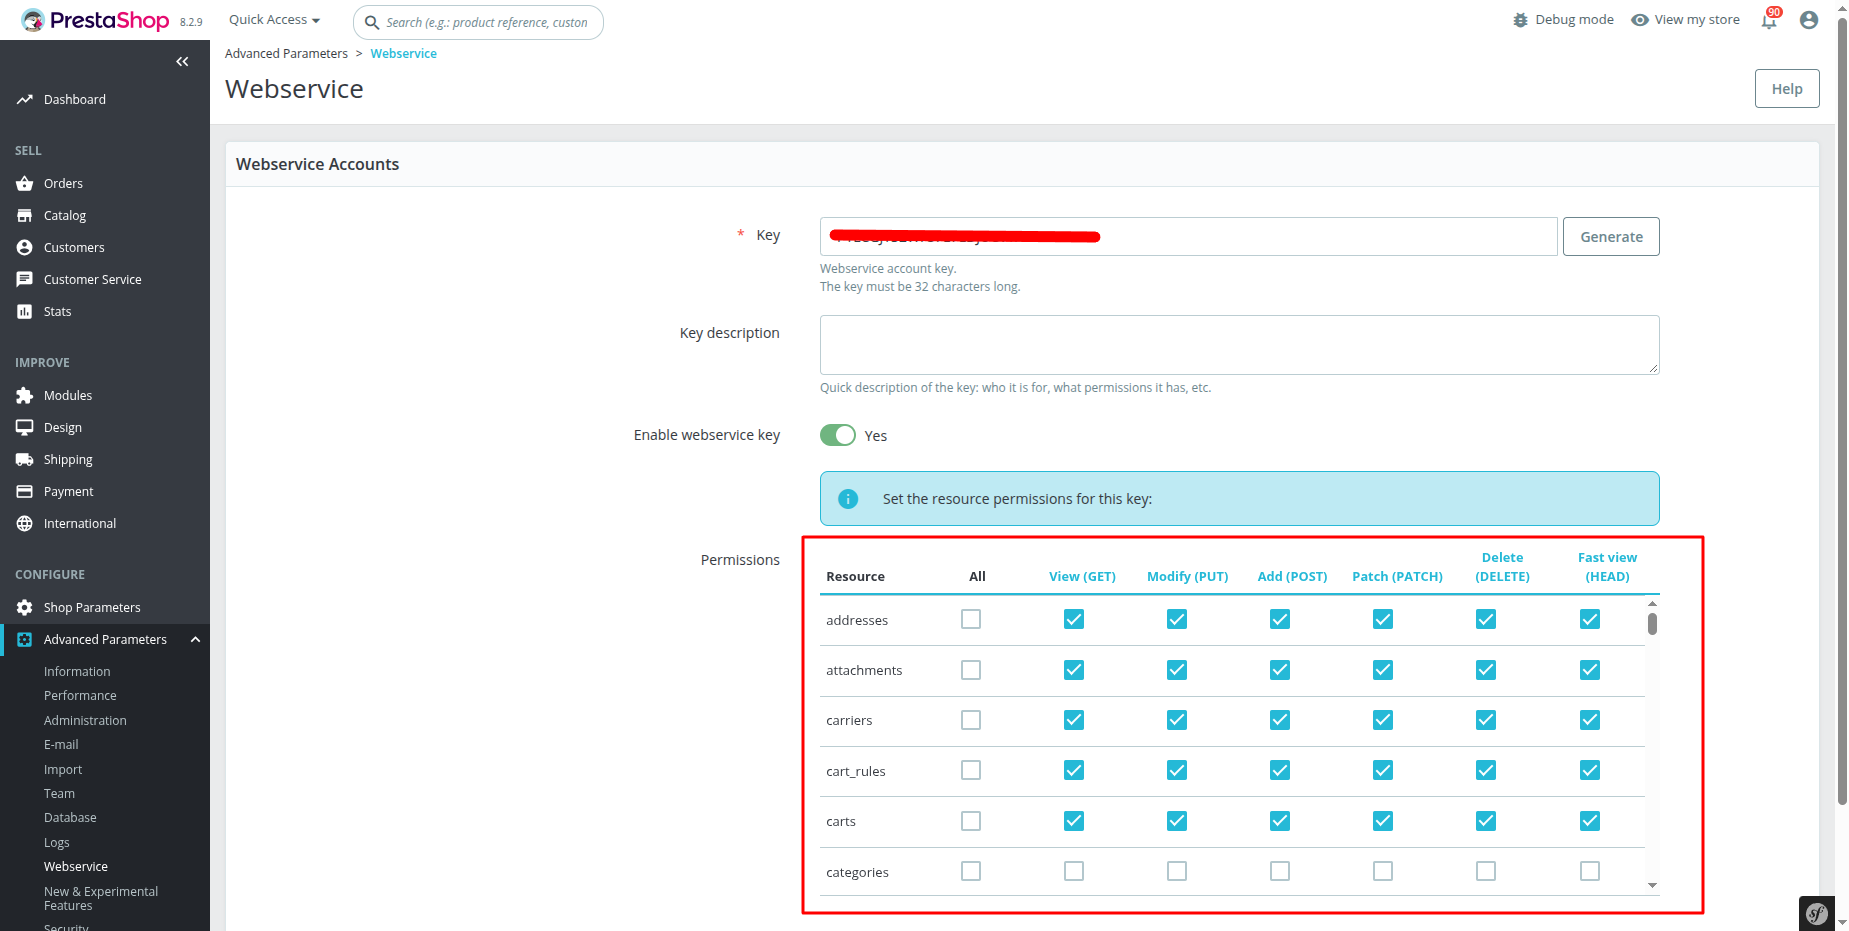 PrestaShop 8.2.9
Quick Access
Search (e.g.: product reference, custon
Debug mode
View my store
90
Advanced Parameters > Webservice
Webservice
Help
Dashboard
SELL
Orders
Catalog
Customers
Customer Service
Stats
IMPROVE
Modules
Design
Shipping
Payment
International
CONFIGURE
Shop Parameters
Advanced Parameters
Information
Performance
Administration
E-mail
Import
Team
Database
Logs
Webservice
New & Experimental
Features
Security
Webservice Accounts
* Key
Generate
Webservice account key.
The key must be 32 characters long.
Key description
Quick description of the key: who it is for, what permissions it has, etc.
Enable webservice key
Yes
Set the resource permissions for this key:
Permissions
Resource All View (GET) Modify (PUT) Add (POST) Patch (PATCH) Delete (DELETE) Fast view (HEAD)
addresses
attachments
carriers
cart_rules
carts
categories
sf